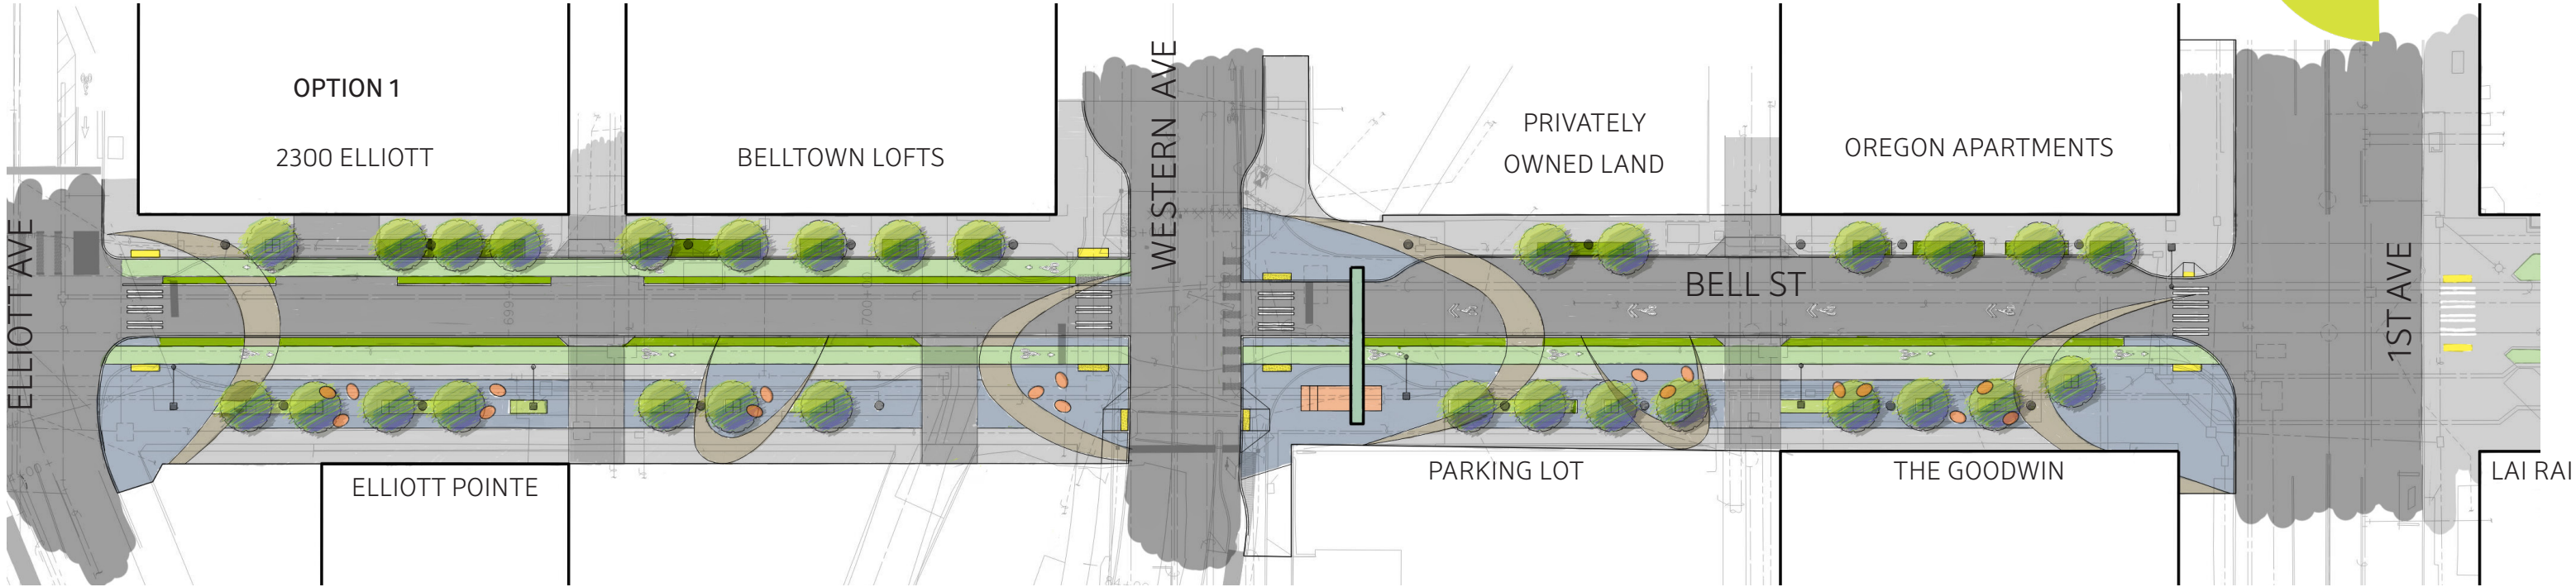 OPTION 1
2300 ELLIOTT
BELLTOWN LOFTS
WESTERN AVE
PRIVATELY
OWNED LAND
OREGON APARTMENTS
ELLIOTT AVE
BELL ST
1ST AVE
ELLIOTT POINTE
PARKING LOT
THE GOODWIN
LAI RAI